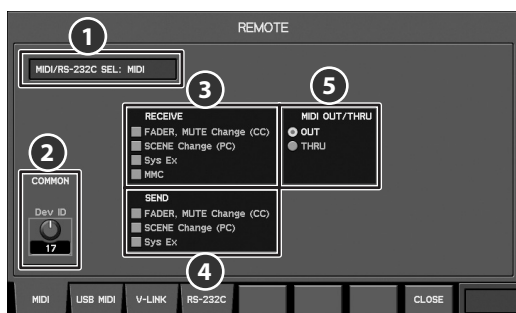 REMOTE
1
MIDI/RS-232C SEL: MIDI
3
RECEIVE
FADER, MUTE Change (CC)
SCENE Change (PC)
Sys Ex
MMC
5
MIDI OUT/THRU
OUT
THRU
2
COMMON
Dev ID
17
SEND
FADER, MUTE Change (CC)
SCENE Change (PC)
Sys Ex
4
MIDI USB MIDI V-LINK RS-232C CLOSE